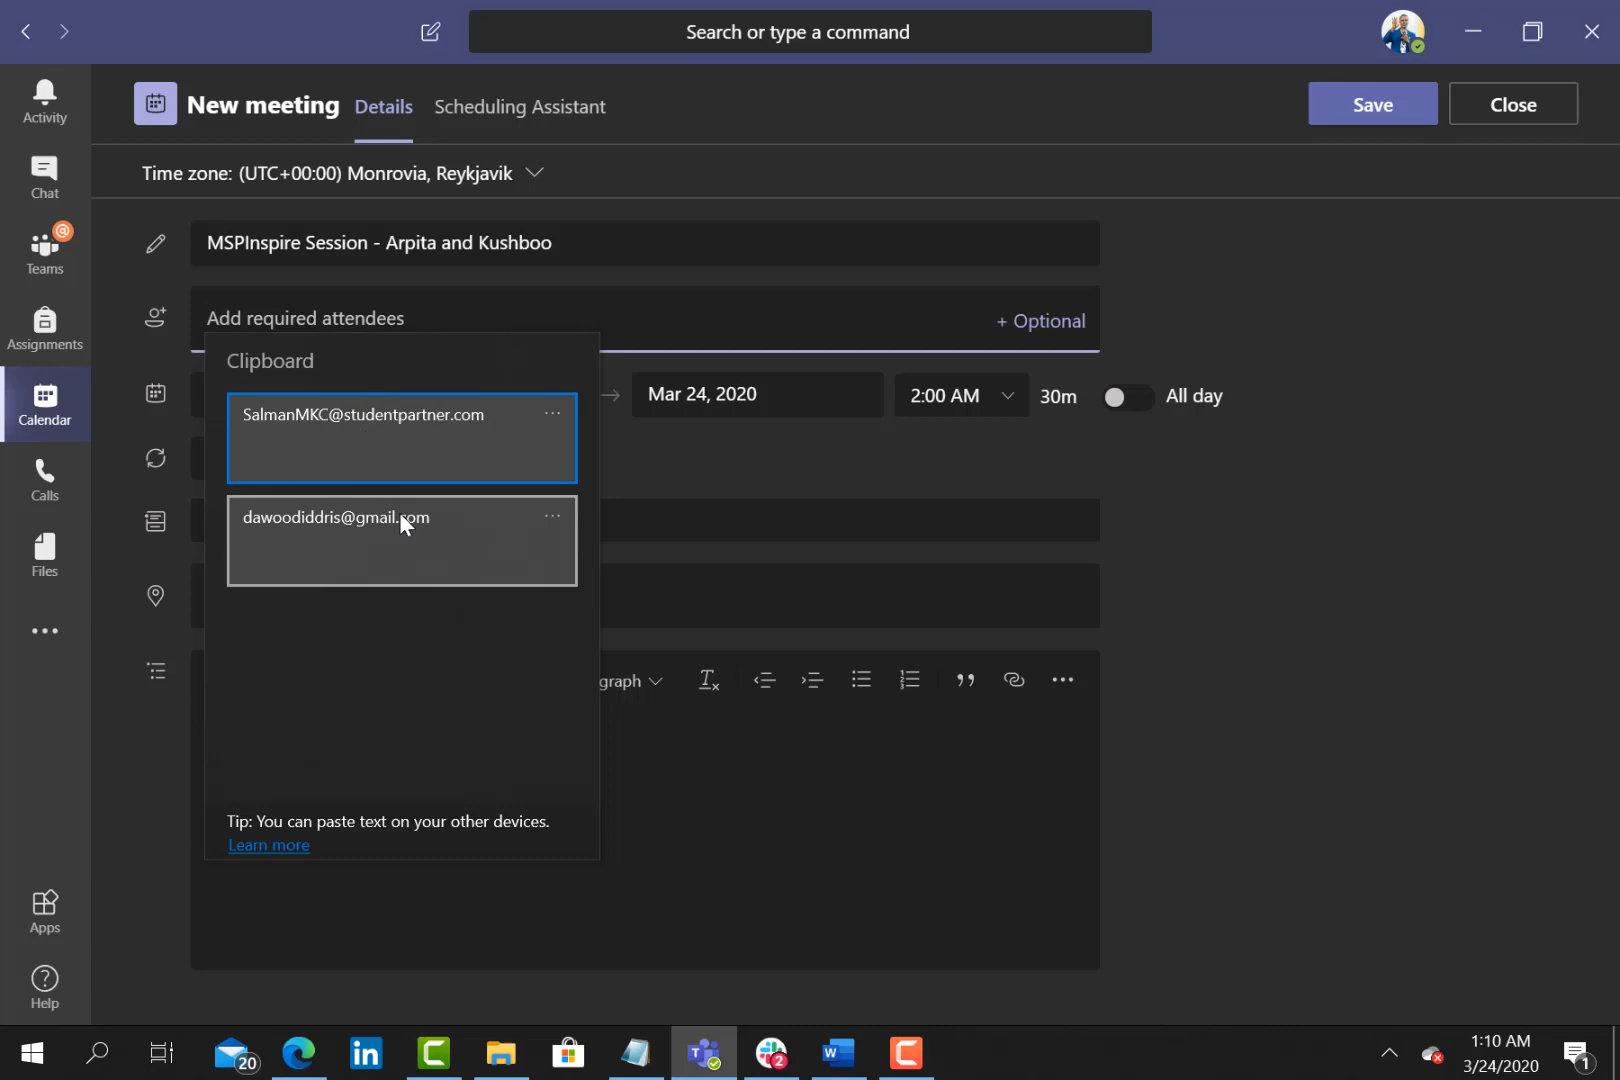 Search or type a command
Activity
Chat
@
Teams
Assignments
Calendar
Calls
Files
Apps
Help
New meeting
Details
Scheduling Assistant
Save
Close
Time zone: (UTC+00:00) Monrovia, Reykjavik
MSPInspire Session - Arpita and Kushboo
Add required attendees
+ Optional
Clipboard
SalmanMKC@studentpartner.com
dawoodiddris@gmail.com
Tip: You can paste text on your other devices.
Learn more
Mar 24, 2020
2:00 AM
30m
All day
graph
20
in
T
2
W
1:10 AM
3/24/2020
1